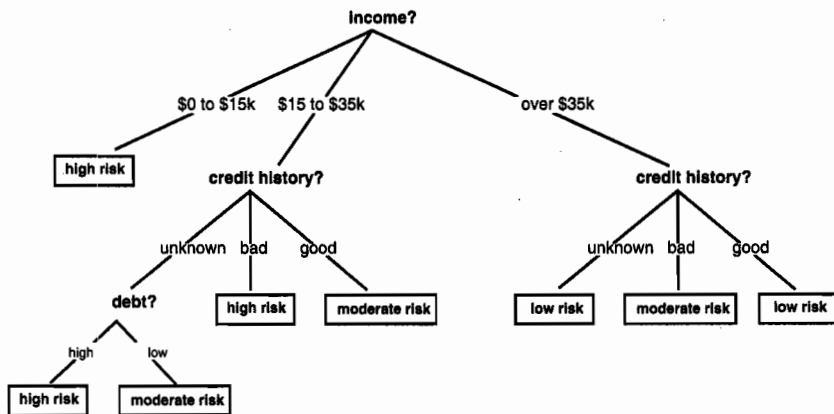 income?
$0 to $15k $15 to $35k over $35k
high risk
credit history? credit history?
unknown bad good unknown bad good
debt? high risk moderate risk low risk moderate risk low risk
high low
high risk moderate risk